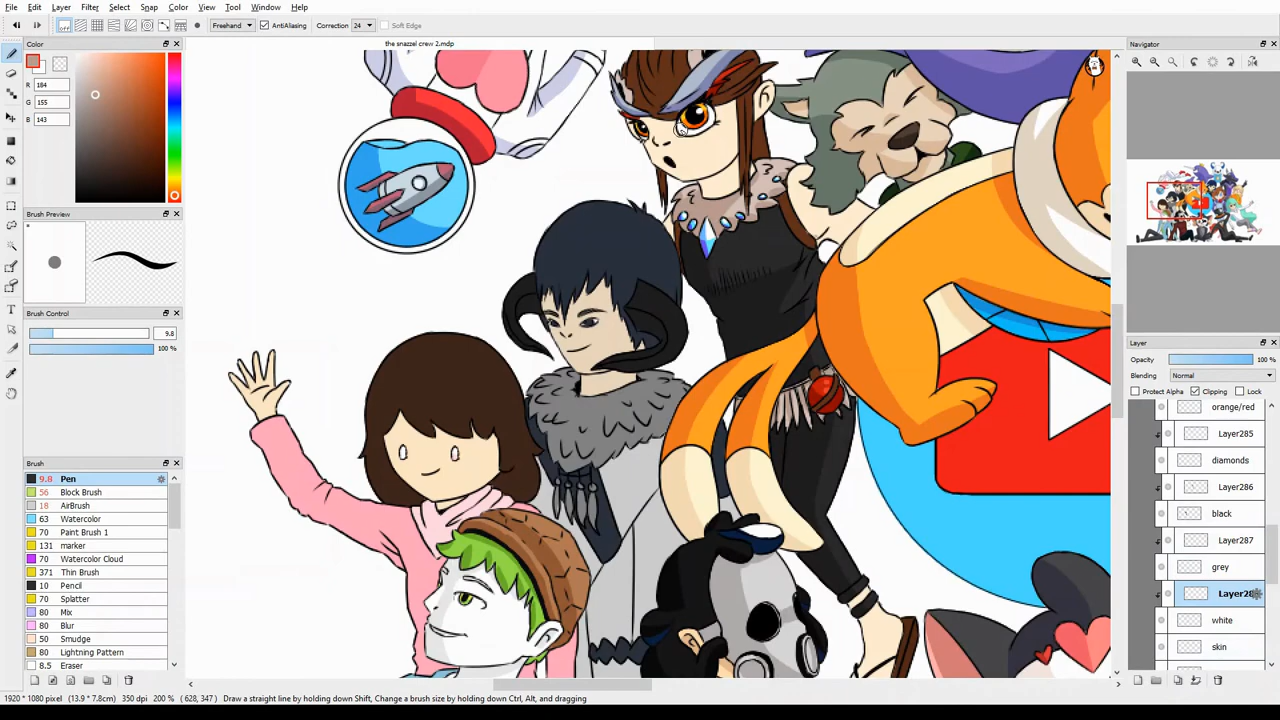 File Edit Layer Filter Select Snap Color View Tool Window Help
Freehand AntiAliasing Correction 24 Soft Edge
Color
the snazzel crew 2.mdp
Navigator
R 184
G 155
B 143
Brush Preview
Brush Control
9.8
100 %
Brush
9.8 Pen
56 Block Brush
18 AirBrush
63 Watercolor
70 Paint Brush 1
131 marker
70 Watercolor Cloud
371 Thin Brush
10 Pencil
70 Splatter
80 Mix
80 Blur
50 Smudge
80 Lightning Pattern
8.5 Eraser
Layer
Opacity 100 %
Blending Normal
Protect Alpha Clipping Lock
orange/red
Layer285
diamonds
Layer286
black
Layer287
grey
white
skin
1920 * 1080 pixel (13.9 * 7.8cm) 350 dpi 200 % ( 628, 347 ) Draw a straight line by holding down Shift, Change a brush size by holding down Ctrl, Alt, and dragging